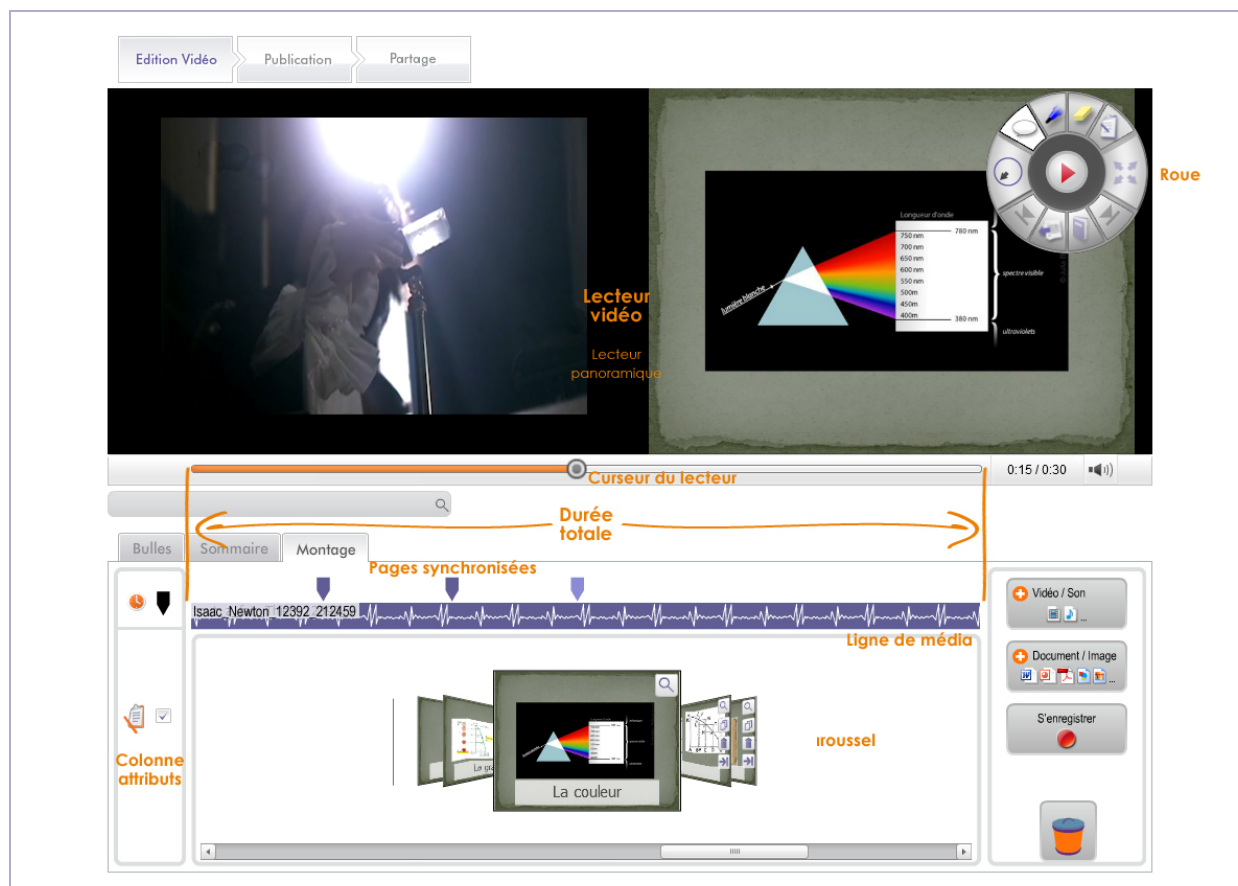 Edition Vidéo
Publication
Partage
Roue
Longueur d'onde
780 nm
750 nm
700 nm
650 nm
600 nm
550 nm
500m
450m
400m
380 nm
spectre visible
ultraviolets
lumière blanche
Lecteur
vidéo
Lecteur
panoramique
0:15 / 0:30
Curseur du lecteur
Durée
totale
Bulles
Sommaire
Montage
Pages synchronisées
Isaac_Newton_12392_212459
Ligne de média
Vidéo / Son
...
Document / Image
...
S'enregistrer
Colonne
attributs
La gra
La couleur
roussel